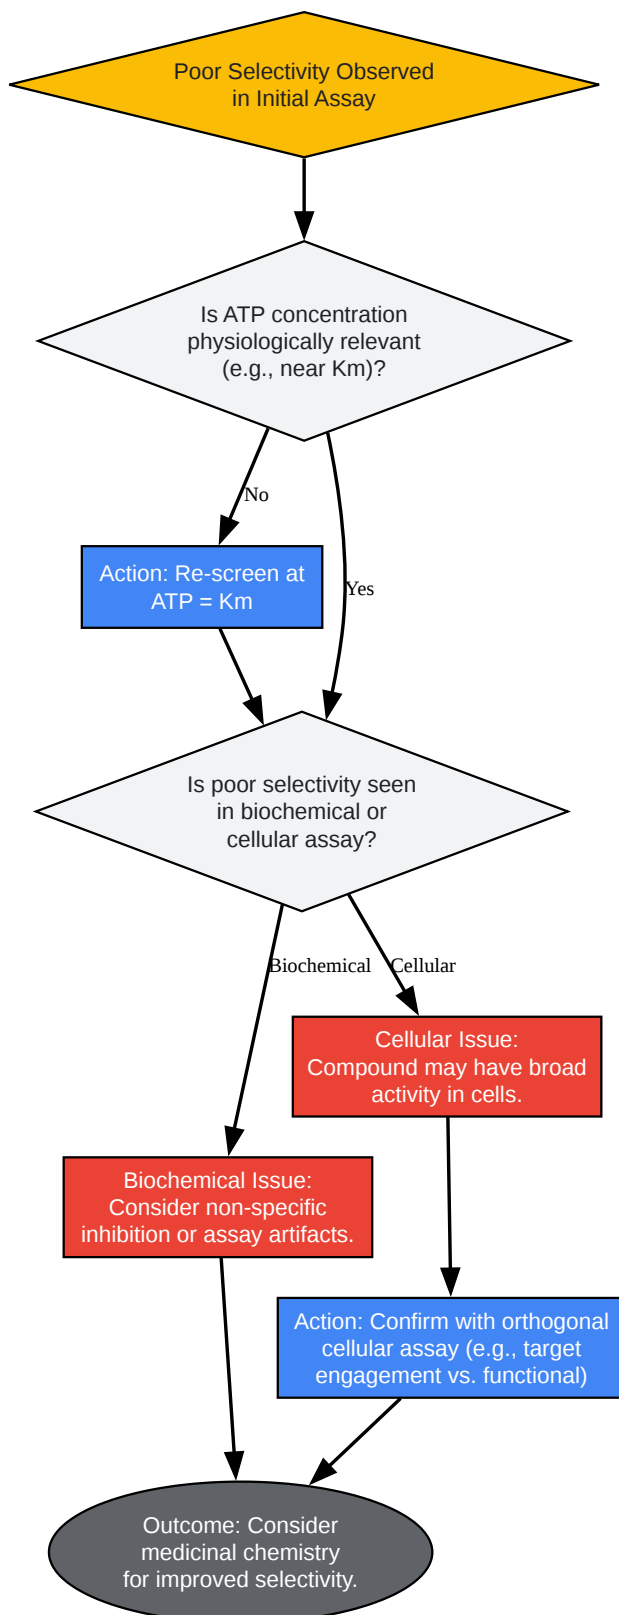 Poor Selectivity Observed
in Initial Assay
Is ATP concentration
physiologically relevant
(e.g., near Km)?
No
Action: Re-screen at
ATP = Km
Yes
Is poor selectivity seen
in biochemical or
cellular assay?
Biochemical
Cellular
Cellular Issue:
Compound may have broad
activity in cells.
Biochemical Issue:
Consider non-specific
inhibition or assay artifacts.
Action: Confirm with orthogonal
cellular assay (e.g., target
engagement vs. functional)
Outcome: Consider
medicinal chemistry
for improved selectivity.